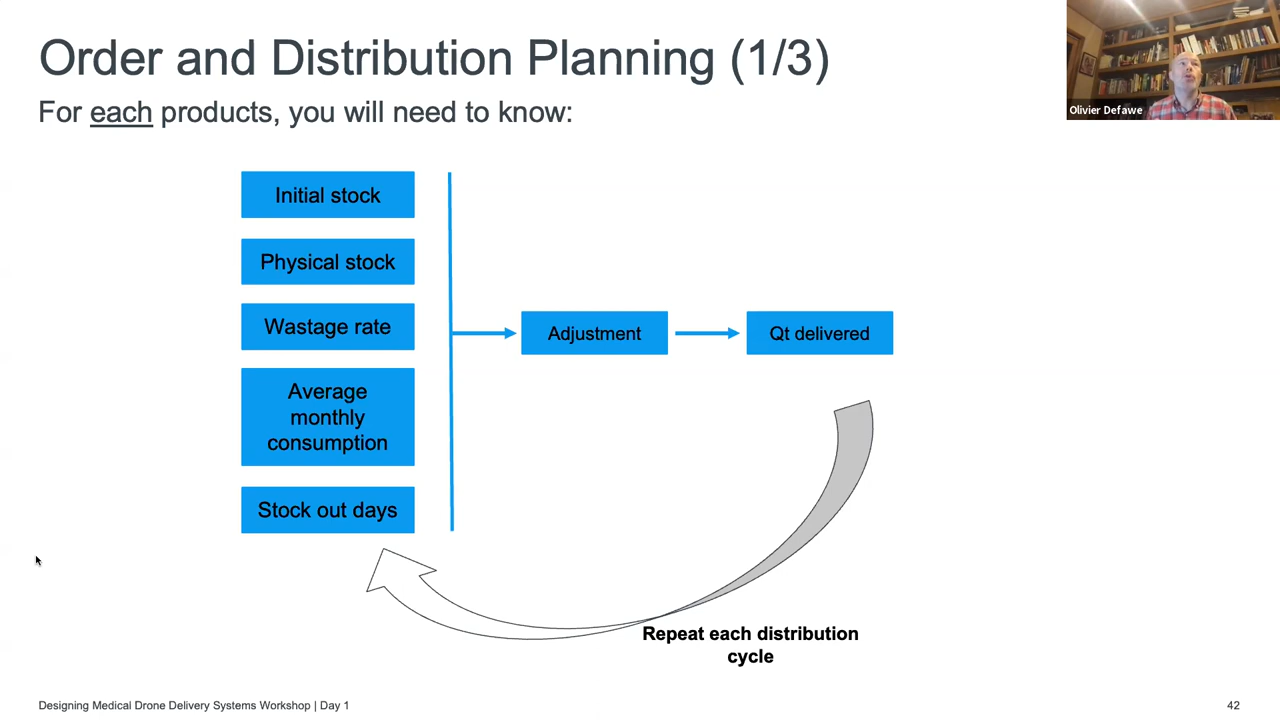 Order and Distribution Planning (1/3)
For each products, you will need to know:
Olivier Defawe
Initial stock
Physical stock
Wastage rate
Average
monthly
consumption
Stock out days
Adjustment
Qt delivered
Repeat each distribution
cycle
Designing Medical Drone Delivery Systems Workshop | Day 1
42